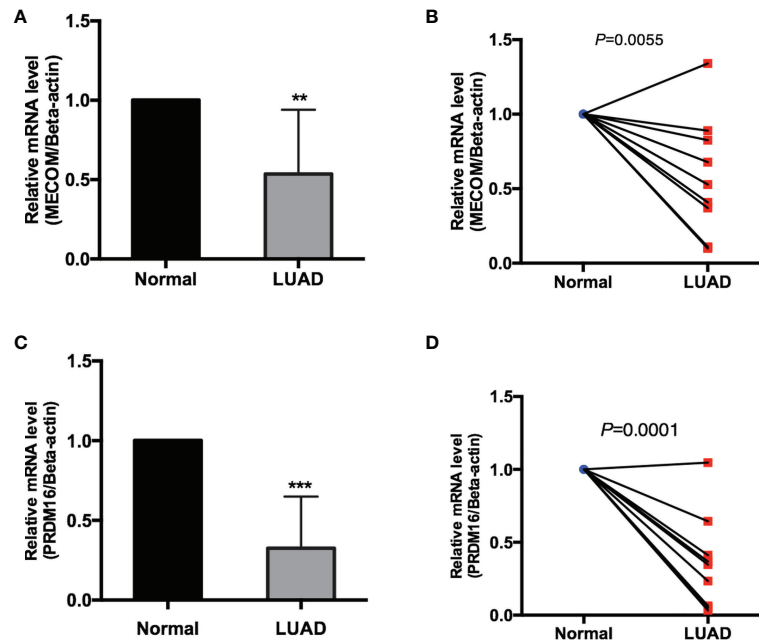 A
Relative mRNA level
(MECOM/Beta-actin)
1.5
1.0
0.5
0.0
**
Normal
LUAD
B
Relative mRNA level
(MECOM/Beta-actin)
1.5
1.0
0.5
0.0
P=0.0055
Normal
LUAD
C
Relative mRNA level
(PRDM16/Beta-actin)
1.5
1.0
0.5
0.0
***
Normal
LUAD
D
Relative mRNA level
(PRDM16/Beta-actin)
1.5
1.0
0.5
0.0
P=0.0001
Normal
LUAD